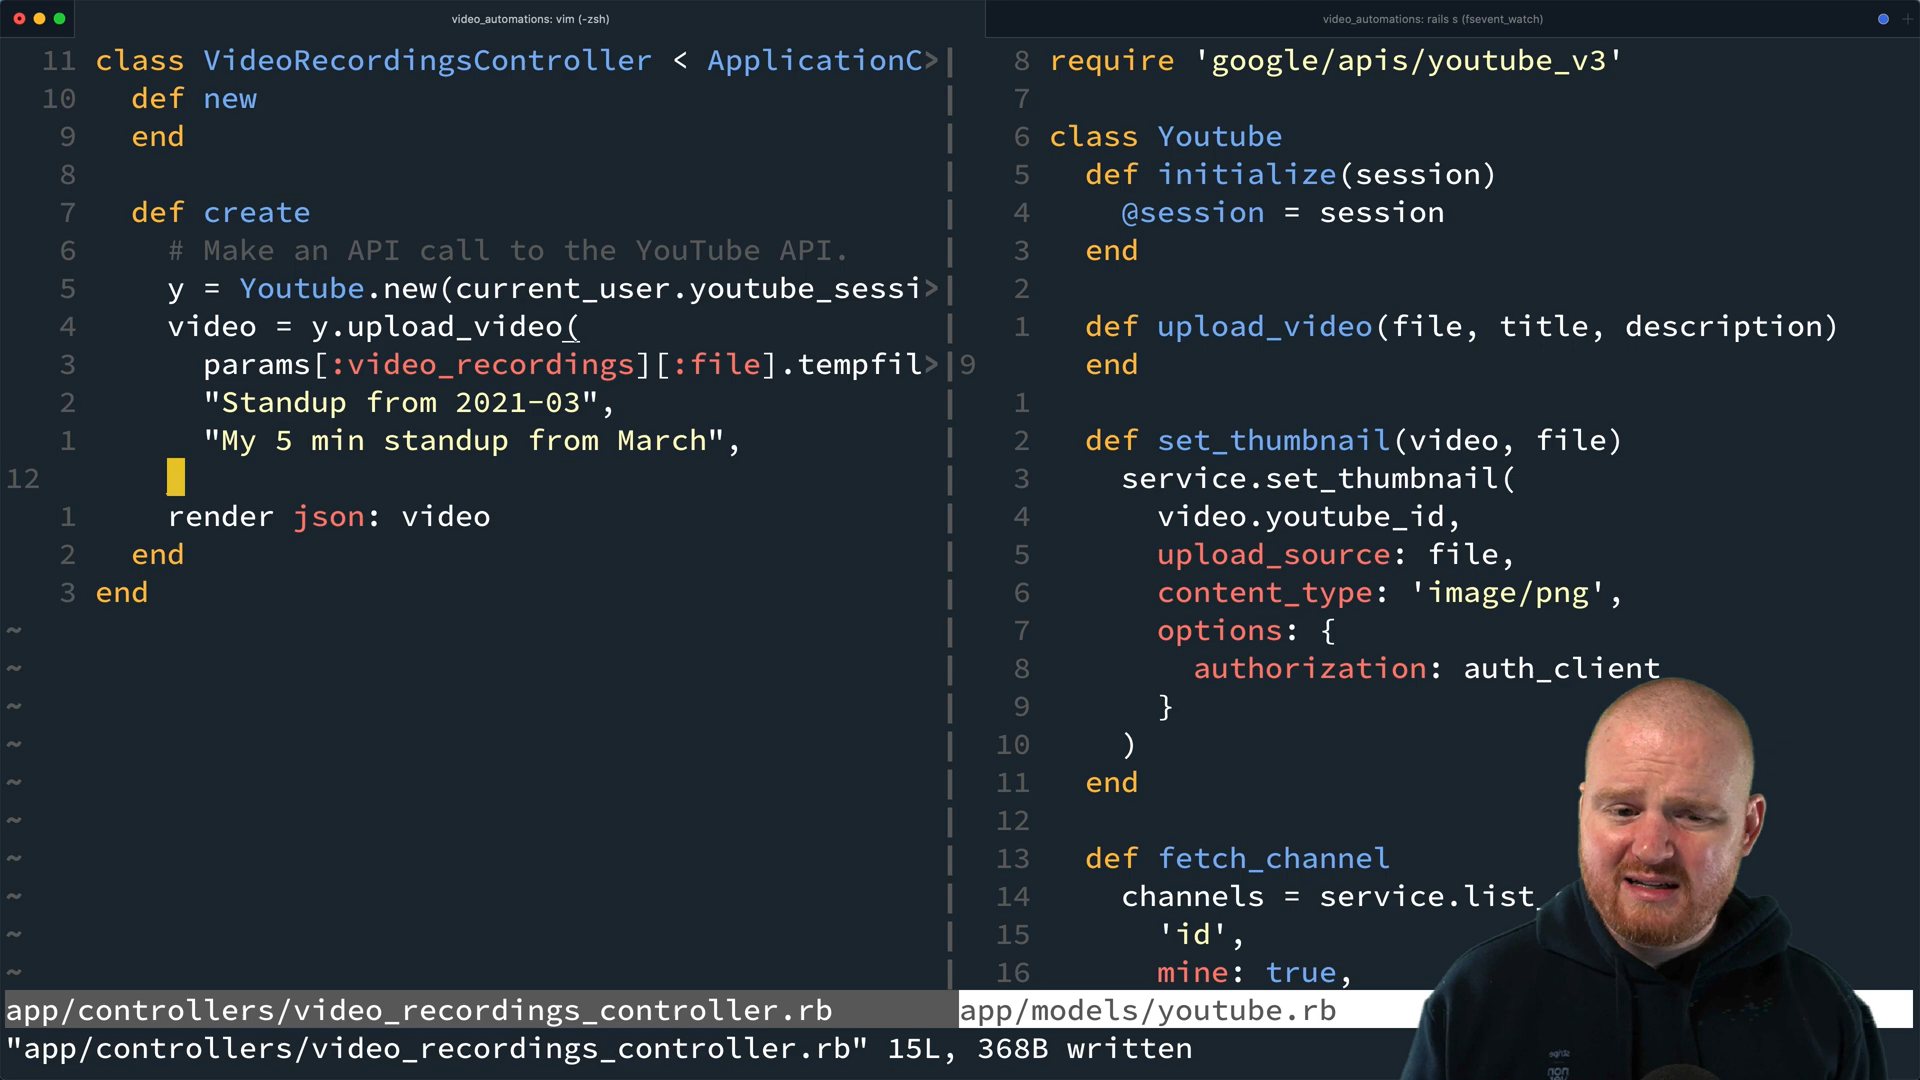 video_automations: vim (-zsh)
video_automations: rails s (fsevent_watch)
11 class VideoRecordingsController < ApplicationC>
10 def new
9 end
8
7 def create
6 # Make an API call to the YouTube API.
5 y = Youtube.new(current_user.youtube_sessi>
4 video = y.upload_video(
3 params[:video_recordings][:file].tempfil>
2 "Standup from 2021-03",
1 "My 5 min standup from March",
12
1 render json: video
2 end
3 end
~
~
~
~
~
~
~
~
~
~
app/controllers/video_recordings_controller.rb
8 require 'google/apis/youtube_v3'
7
6 class Youtube
5 def initialize(session)
4 @session = session
3 end
2
1 def upload_video(file, title, description)
9 end
1
2 def set_thumbnail(video, file)
3 service.set_thumbnail(
4 video.youtube_id,
5 upload_source: file,
6 content_type: 'image/png',
7 options: {
8 authorization: auth_client
9 }
10 )
11 end
12
13 def fetch_channel
14 channels = service.list_
15 'id',
16 mine: true,
app/models/youtube.rb
"app/controllers/video_recordings_controller.rb" 15L, 368B written